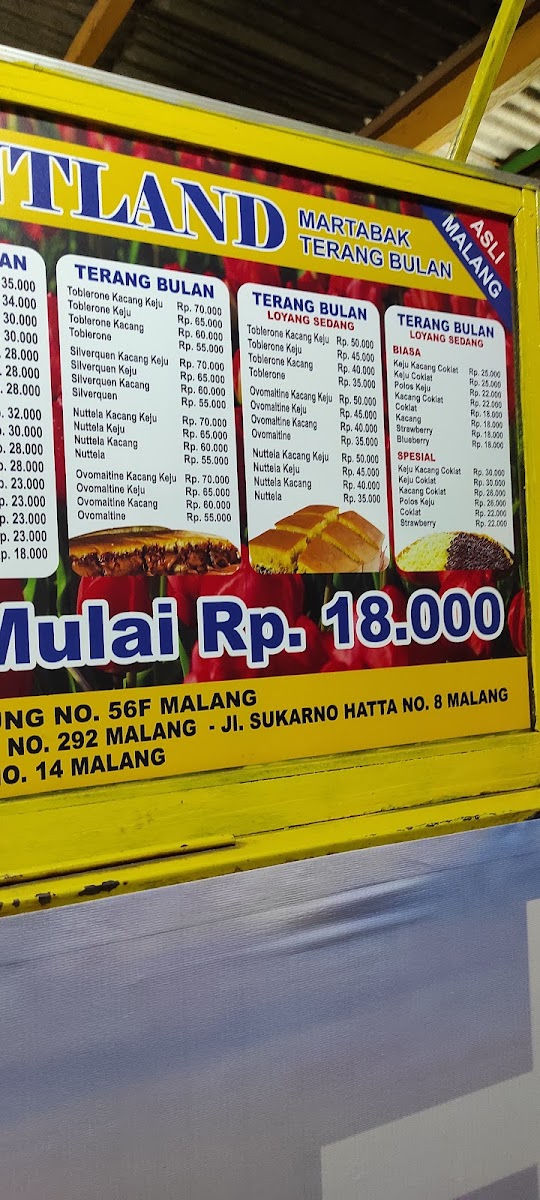 NTLAND
MARTABAK
TERANG BULAN
ASLI
MALANG
AN
35.000
34.000
30.000
30.000
28.000
28.000
28.000
32.000
30.000
28.000
28.000
23.000
23.000
23.000
23.000
p. 18.000
TERANG BULAN
Toblerone Kacang Keju Rp. 70.000
Toblerone Keju Rp. 65.000
Toblerone Kacang Rp. 60.000
Toblerone Rp. 55.000
Silverquen Kacang Keju Rp. 70.000
Silverquen Keju Rp. 65.000
Silverquen Kacang Rp. 60.000
Silverquen Rp. 55.000
Nuttela Kacang Keju Rp. 70.000
Nuttela Keju Rp. 65.000
Nuttela Kacang Rp. 60.000
Nuttela Rp. 55.000
Ovomaltine Kacang Keju Rp. 70.000
Ovomaltine Keju Rp. 65.000
Ovomaltine Kacang Rp. 60.000
Ovomaltine Rp. 55.000
TERANG BULAN
LOYANG SEDANG
Toblerone Kacang Keju Rp. 50.000
Toblerone Keju Rp. 45.000
Toblerone Kacang Rp. 40.000
Toblerone Rp. 35.000
Ovomaltine Kacang Keju Rp. 50.000
Ovomaltine Keju Rp. 45.000
Ovomaltine Kacang Rp. 40.000
Ovomaltine Rp. 35.000
Nuttela Kacang Keju Rp. 50.000
Nuttela Keju Rp. 45.000
Nuttela Kacang Rp. 40.000
Nuttela Rp. 35.000
TERANG BULAN
LOYANG SEDANG
BIASA
Keju Kacang Coklat Rp. 25.000
Keju Coklat Rp. 25.000
Polos Keju Rp. 22.000
Kacang Coklat Rp. 22.000
Coklat Rp. 18.000
Kacang Rp. 18.000
Strawberry Rp. 18.000
Blueberry Rp. 18.000
SPESIAL
Keju Kacang Coklat Rp. 30.000
Keju Coklat Rp. 30.000
Kacang Coklat Rp. 26.000
Polos Keju Rp. 26.000
Coklat Rp. 22.000
Strawberry Rp. 22.000
Mulai Rp. 18.000
UNG NO. 56F MALANG
NO. 292 MALANG - Jl. SUKARNO HATTA NO. 8 MALANG
NO. 14 MALANG